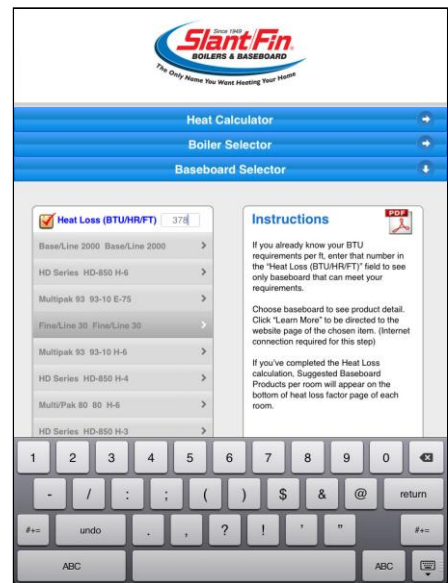 Since 1949
Slant/Fin
BOILERS & BASEBOARD
The Only Name You Want Heating Your Home
Heat Calculator
Boiler Selector
Baseboard Selector
Heat Loss (BTU/HR/FT) 378
Base/Line 2000 Base/Line 2000
HD Series HD-850 H-6
Multipak 93 93-10 E-75
Fine/Line 30 Fine/Line 30
Multipak 93 93-10 H-6
HD Series HD-850 H-4
Multi/Pak 80 80 H-6
HD Series HD-850 H-3
Instructions
PDF
If you already know your BTU
requirements per ft, enter that number in
the "Heat Loss (BTU/HR/FT)" field to see
only baseboard that can meet your
requirements.
Choose baseboard to see product detail.
Click "Learn More" to be directed to the
website page of the chosen item. (Internet
connection required for this step)
If you've completed the Heat Loss
calculation, Suggested Baseboard
Products per room will appear on the
bottom of heat loss factor page of each
room.
1 2 3 4 5 6 7 8 9 0
- / : ; ( ) $ & @ return
#+= undo . , ? ! ' " #+=
ABC ABC